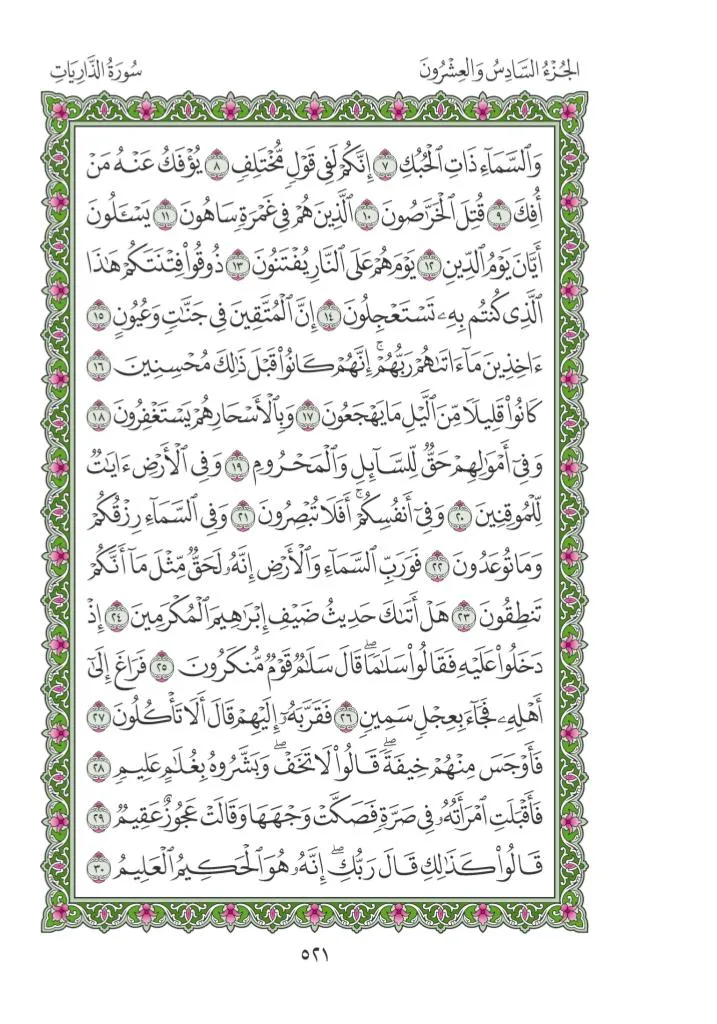 الجُزْءُ السَّادِسُ وَالعِشْرُونَ
سُورَةُ الذَّارِيَاتِ
وَٱلسَّمَآءِ ذَاتِ ٱلْحُبُكِ ٧ إِنَّكُمْ لَفِى قَوْلٍ مُّخْتَلِفٍ ٨ يُؤْفَكُ عَنْهُ مَنْ
أُفِكَ ٩ قُتِلَ ٱلْخَرَّٰصُونَ ١٠ ٱلَّذِينَ هُمْ فِى غَمْرَةٍ سَاهُونَ ١١ يَسْـَٔلُونَ
أَيَّانَ يَوْمُ ٱلدِّينِ ١٢ يَوْمَ هُمْ عَلَى ٱلنَّارِ يُفْتَنُونَ ١٣ ذُوقُوا۟ فِتْنَتَكُمْ هَٰذَا
ٱلَّذِى كُنتُم بِهِۦ تَسْتَعْجِلُونَ ١٤ إِنَّ ٱلْمُتَّقِينَ فِى جَنَّٰتٍ وَعُيُونٍ ١٥
ءَاخِذِينَ مَآ ءَاتَىٰهُمْ رَبُّهُمْ ۚ إِنَّهُمْ كَانُوا۟ قَبْلَ ذَٰلِكَ مُحْسِنِينَ ١٦
كَانُوا۟ قَلِيلًا مِّنَ ٱلَّيْلِ مَا يَهْجَعُونَ ١٧ وَبِٱلْأَسْحَارِ هُمْ يَسْتَغْفِرُونَ ١٨
وَفِىٓ أَمْوَٰلِهِمْ حَقٌّ لِّلسَّآئِلِ وَٱلْمَحْرُومِ ١٩ وَفِى ٱلْأَرْضِ ءَايَٰتٌ
لِّلْمُوقِنِينَ ٢٠ وَفِىٓ أَنفُسِكُمْ ۚ أَفَلَا تُبْصِرُونَ ٢١ وَفِى ٱلسَّمَآءِ رِزْقُكُمْ
وَمَا تُوعَدُونَ ٢٢ فَوَرَبِّ ٱلسَّمَآءِ وَٱلْأَرْضِ إِنَّهُۥ لَحَقٌّ مِّثْلَ مَآ أَنَّكُمْ
تَنطِقُونَ ٢٣ هَلْ أَتَىٰكَ حَدِيثُ ضَيْفِ إِبْرَٰهِيمَ ٱلْمُكْرَمِينَ ٢٤ إِذْ
دَخَلُوا۟ عَلَيْهِ فَقَالُوا۟ سَلَٰمًا ۖ قَالَ سَلَٰمٌ قَوْمٌ مُّنكَرُونَ ٢٥ فَرَاغَ إِلَىٰٓ
أَهْلِهِۦ فَجَآءَ بِعِجْلٍ سَمِينٍ ٢٦ فَقَرَّبَهُۥٓ إِلَيْهِمْ قَالَ أَلَا تَأْكُلُونَ ٢٧
فَأَوْجَسَ مِنْهُمْ خِيفَةً ۖ قَالُوا۟ لَا تَخَفْ ۖ وَبَشَّرُوهُ بِغُلَٰمٍ عَلِيمٍ ٢٨
فَأَقْبَلَتِ ٱمْرَأَتُهُۥ فِى صَرَّةٍ فَصَكَّتْ وَجْهَهَا وَقَالَتْ عَجُوزٌ عَقِيمٌ ٢٩
قَالُوا۟ كَذَٰلِكِ قَالَ رَبُّكِ ۖ إِنَّهُۥ هُوَ ٱلْحَكِيمُ ٱلْعَلِيمُ ٣٠
٥٢١